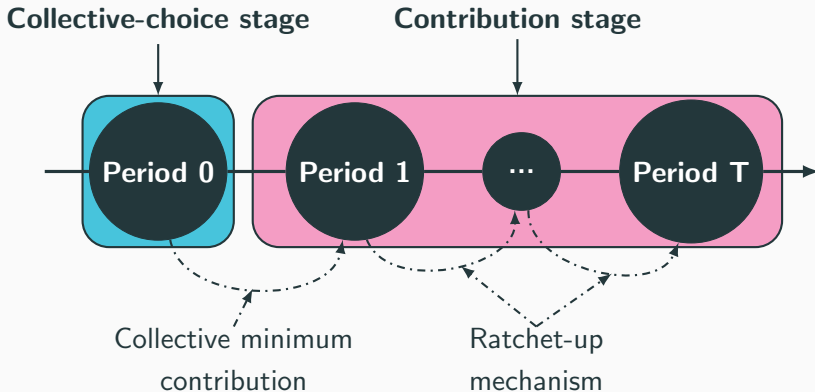 Collective-choice stage
Contribution stage
Period 0
Period 1
...
Period T
Collective minimum
contribution
Ratchet-up
mechanism